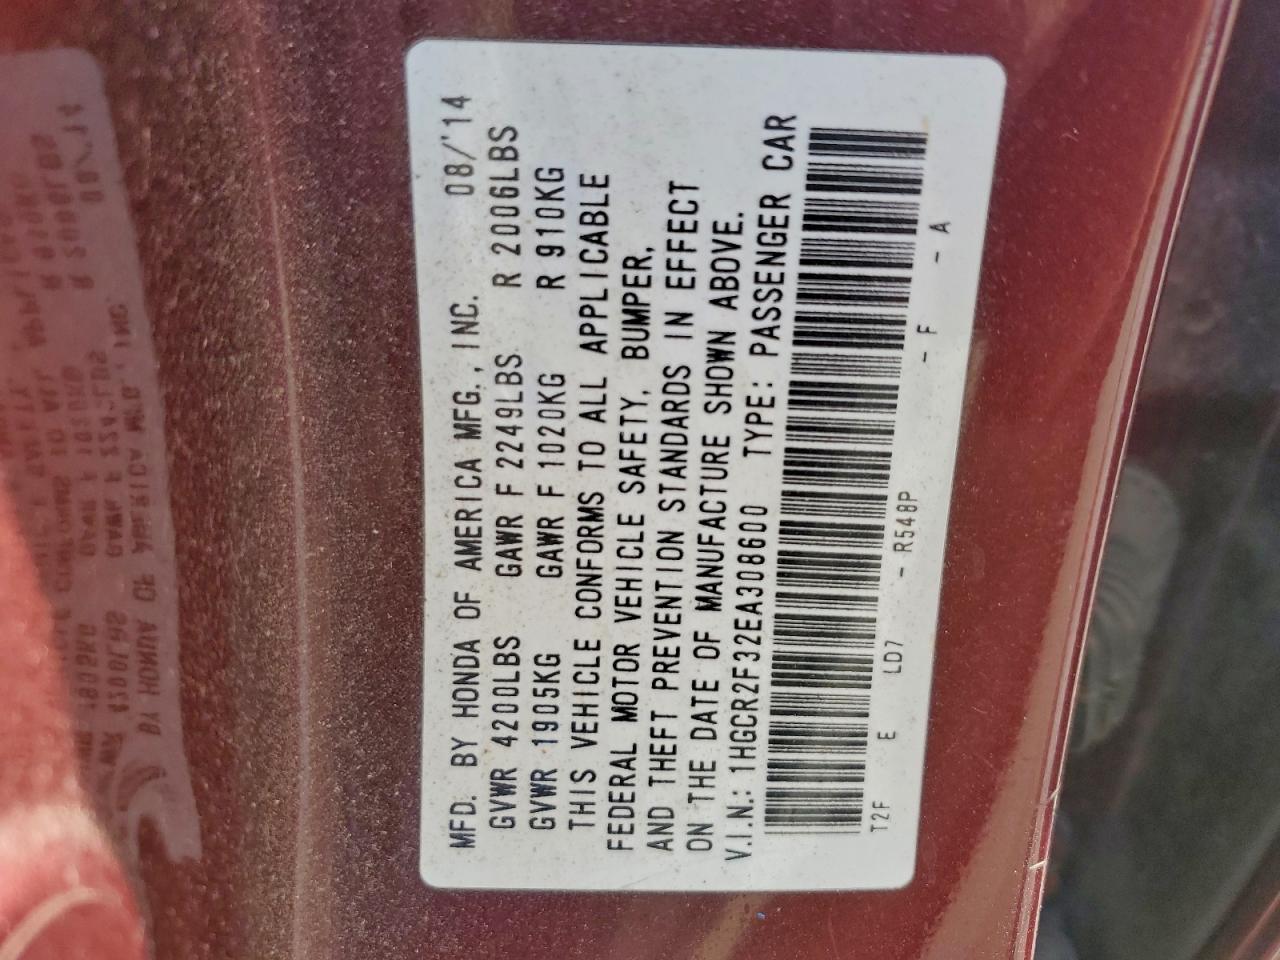 MFD. BY HONDA OF AMERICA MFG., INC. 08/'14
GVWR 4200LBS GAWR F 2249LBS R 2006LBS
GVWR 1905KG GAWR F 1020KG R 910KG
THIS VEHICLE CONFORMS TO ALL APPLICABLE
FEDERAL MOTOR VEHICLE SAFETY, BUMPER,
AND THEFT PREVENTION STANDARDS IN EFFECT
ON THE DATE OF MANUFACTURE SHOWN ABOVE.
V.I.N.: 1HGCR2F32EA308600 TYPE: PASSENGER CAR
T2F E LD7 - R548P - F - A